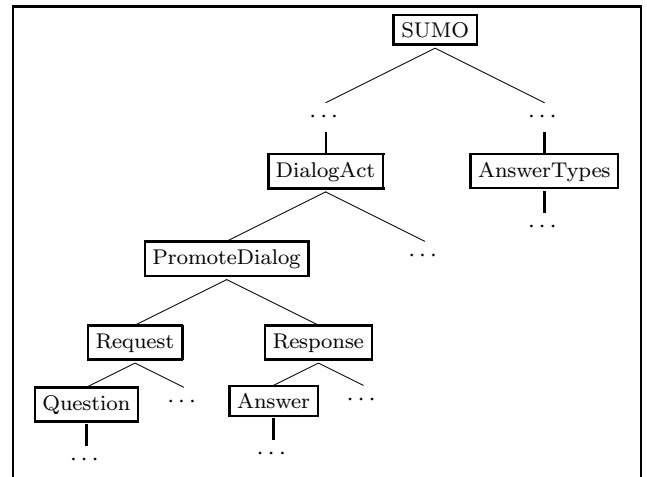 SUMO
... ...
DialogAct AnswerTypes
...
PromoteDialog ...
Request Response
Question ... Answer ...
... ...